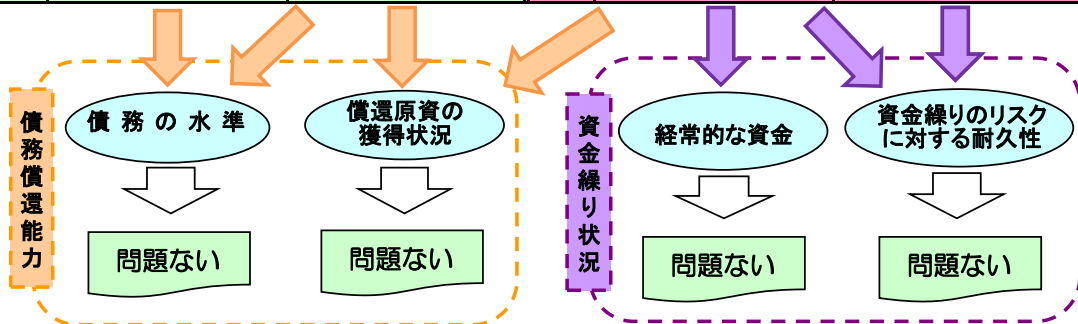 債務償還能力
債務の水準
償還原資の
獲得状況
問題ない
問題ない
資金繰り状況
経常的な資金
資金繰りのリスク
に対する耐久性
問題ない
問題ない